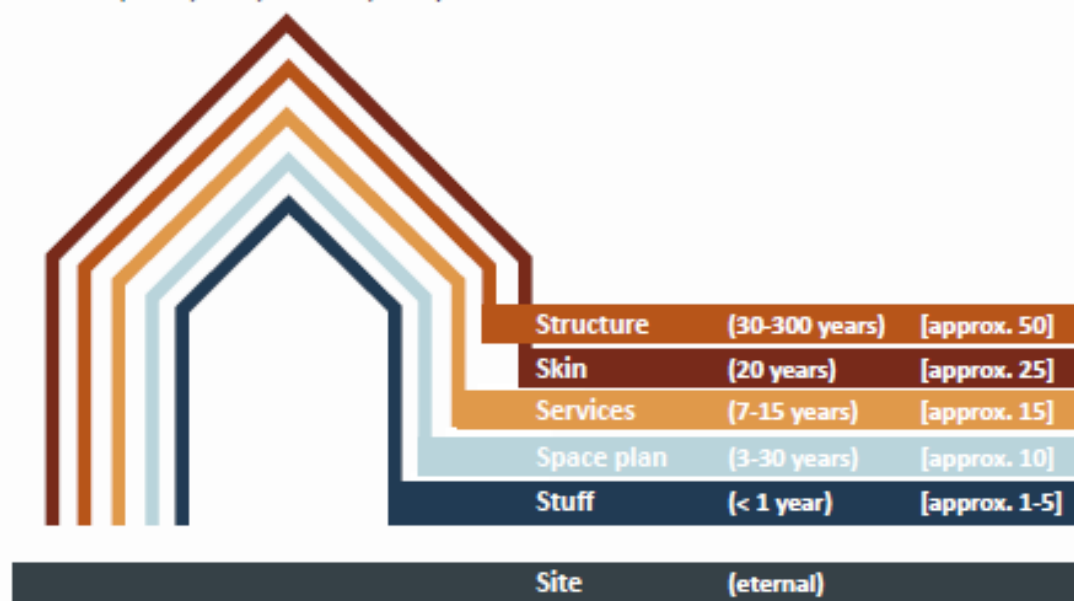 Structure (30-300 years) [approx. 50]
Skin (20 years) [approx. 25]
Services (7-15 years) [approx. 15]
Space plan (3-30 years) [approx. 10]
Stuff (< 1 year) [approx. 1-5]
Site (eternal)